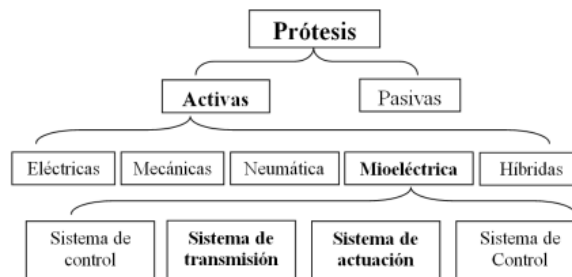 Prótesis
Activas
Pasivas
Eléctricas
Mecánicas
Neumática
Mioeléctrica
Híbridas
Sistema de
control
Sistema de
transmisión
Sistema de
actuación
Sistema de
Control